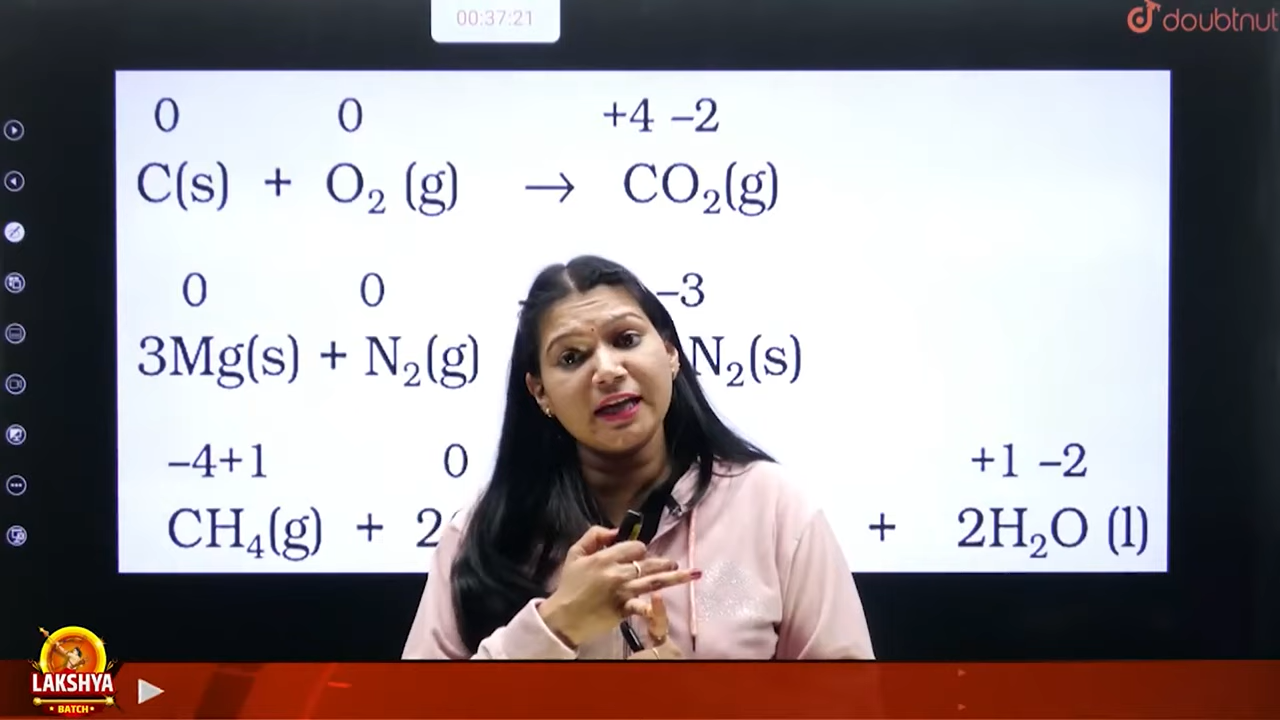 00:37:21
doubtnut
0 0 +4 –2
C(s) + O₂ (g) → CO₂(g)
0 0 –3
3Mg(s) + N₂(g) N₂(s)
–4+1 0 +1 –2
CH₄(g) + 2 + 2H₂O (l)
LAKSHYA
BATCH